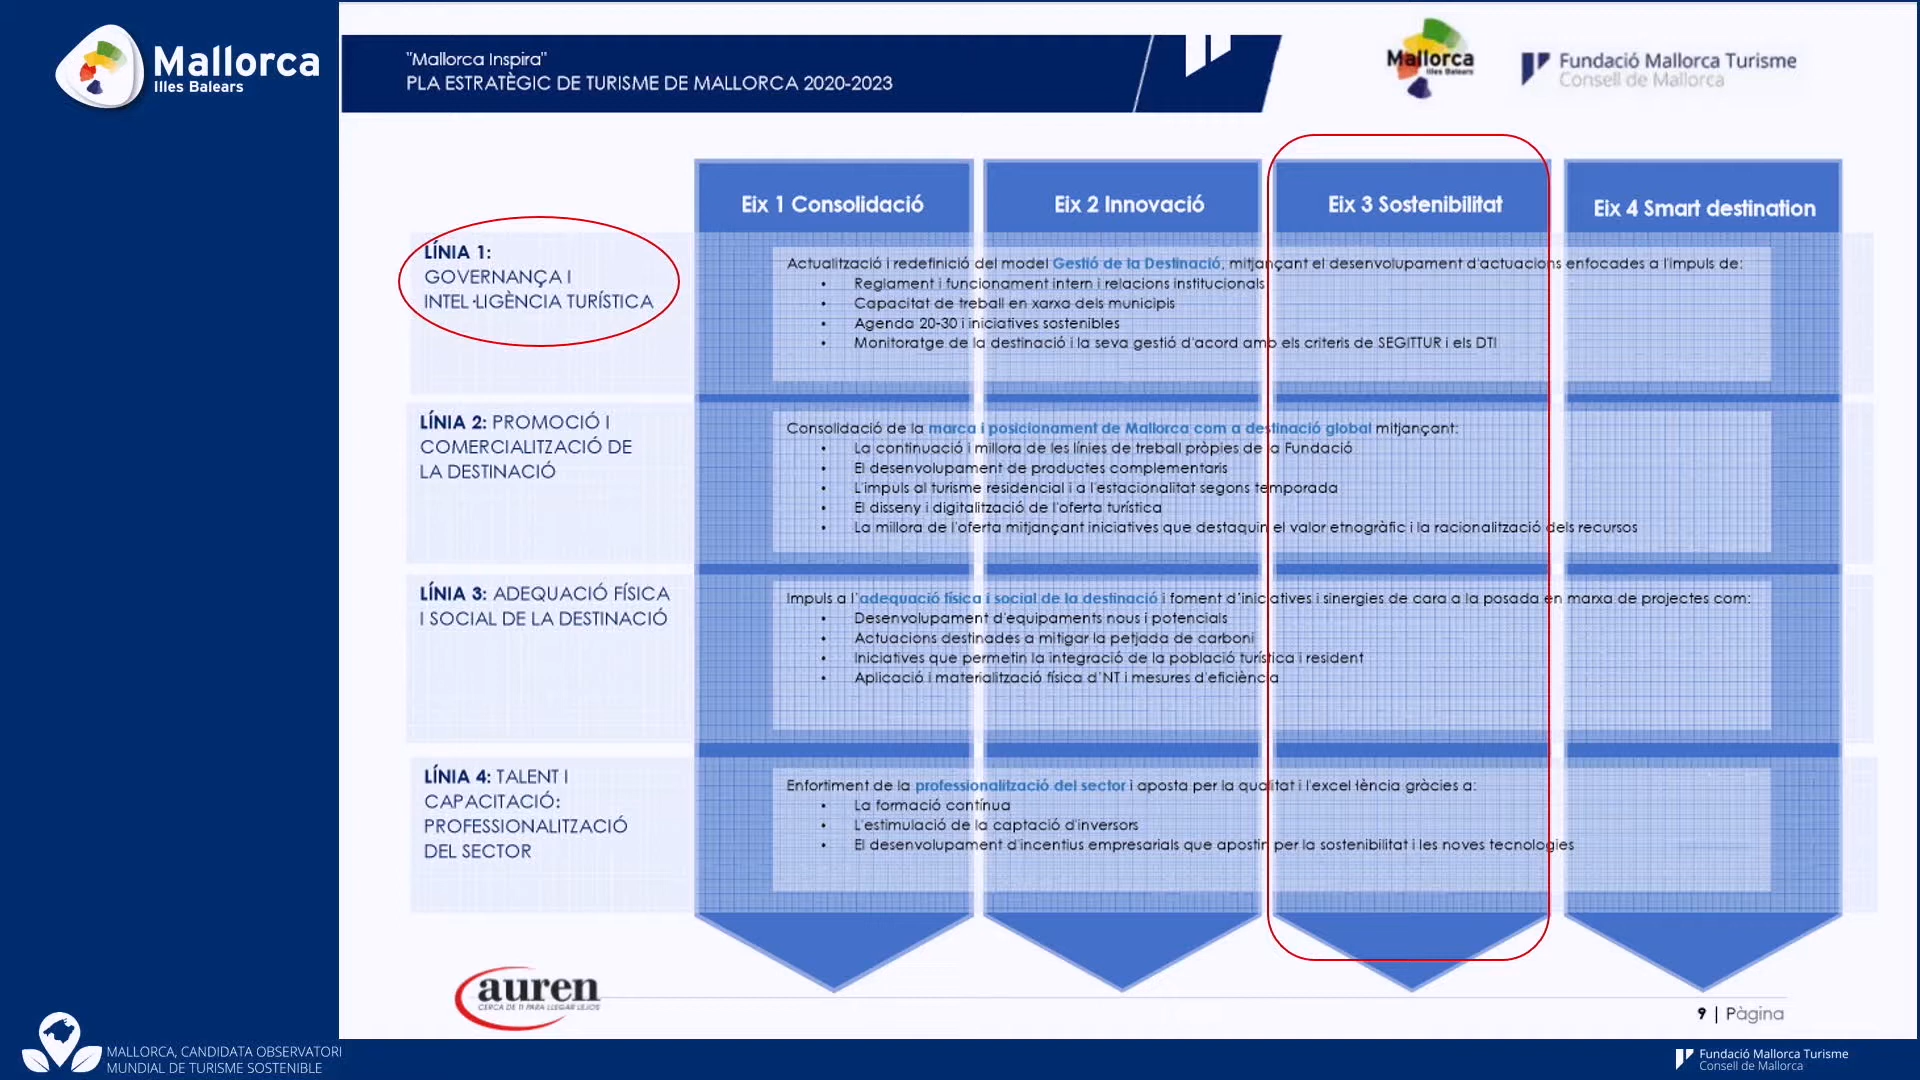 Mallorca
Illes Balears
"Mallorca Inspira"
PLA ESTRATÈGIC DE TURISME DE MALLORCA 2020-2023
Mallorca
Illes Balears
Fundació Mallorca Turisme
Consell de Mallorca
Eix 1 Consolidació
Eix 2 Innovació
Eix 3 Sostenibilitat
Eix 4 Smart destination
LÍNIA 1:
GOVERNANÇA I
INTEL·LIGÈNCIA TURÍSTICA
Actualització i redefinició del model Gestió de la Destinació, mitjançant el desenvolupament d'actuacions enfocades a l'impuls de:
• Reglament i funcionament intern i relacions institucionals
• Capacitat de treball en xarxa dels municipis
• Agenda 20-30 i iniciatives sostenibles
• Monitoratge de la destinació i la seva gestió d'acord amb els criteris de SEGITTUR i els DTI
LÍNIA 2: PROMOCIÓ I
COMERCIALITZACIÓ DE
LA DESTINACIÓ
Consolidació de la marca i posicionament de Mallorca com a destinació global mitjançant:
• La continuació i millora de les línies de treball pròpies de la Fundació
• El desenvolupament de productes complementaris
• L'impuls al turisme residencial i a l'estacionalitat segons temporada
• El disseny i digitalització de l'oferta turística
• La millora de l'oferta mitjançant iniciatives que destaquin el valor etnogràfic i la racionalització dels recursos
LÍNIA 3: ADEQUACIÓ FÍSICA
I SOCIAL DE LA DESTINACIÓ
Impuls a l'adequació física i social de la destinació i foment d'iniciatives i sinergies de cara a la posada en marxa de projectes com:
• Desenvolupament d'equipaments nous i potencials
• Actuacions destinades a mitigar la petjada de carboni
• Iniciatives que permetin la integració de la població turística i resident
• Aplicació i materialització física d'NT i mesures d'eficiència
LÍNIA 4: TALENT I
CAPACITACIÓ:
PROFESSIONALITZACIÓ
DEL SECTOR
Enfortiment de la professionalització del sector i aposta per la qualitat i l'excel·lència gràcies a:
• La formació contínua
• L'estimulació de la captació d'inversors
• El desenvolupament d'incentius empresarials que apostin per la sostenibilitat i les noves tecnologies
auren
CERCA DE TI PARA LLEGAR LEJOS
9 | Pàgina
MALLORCA, CANDIDATA OBSERVATORI
MUNDIAL DE TURISME SOSTENIBLE
Fundació Mallorca Turisme
Consell de Mallorca